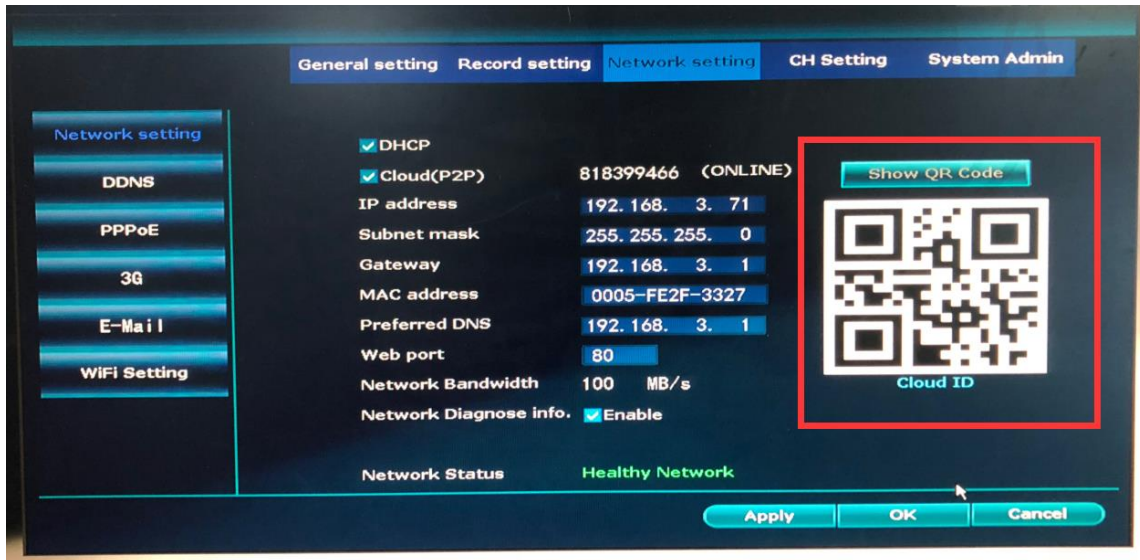 General setting Record setting Network setting CH Setting System Admin
Network setting
DDNS
PPPoE
3G
E-Mail
WiFi Setting
DHCP
Cloud(P2P) 818399466 (ONLINE)
IP address 192.168. 3. 71
Subnet mask 255.255.255. 0
Gateway 192.168. 3. 1
MAC address 0005-FE2F-3327
Preferred DNS 192.168. 3. 1
Web port 80
Network Bandwidth 100 MB/s
Network Diagnose info. Enable
Network Status Healthy Network
Show QR Code
Cloud ID
Apply OK Cancel